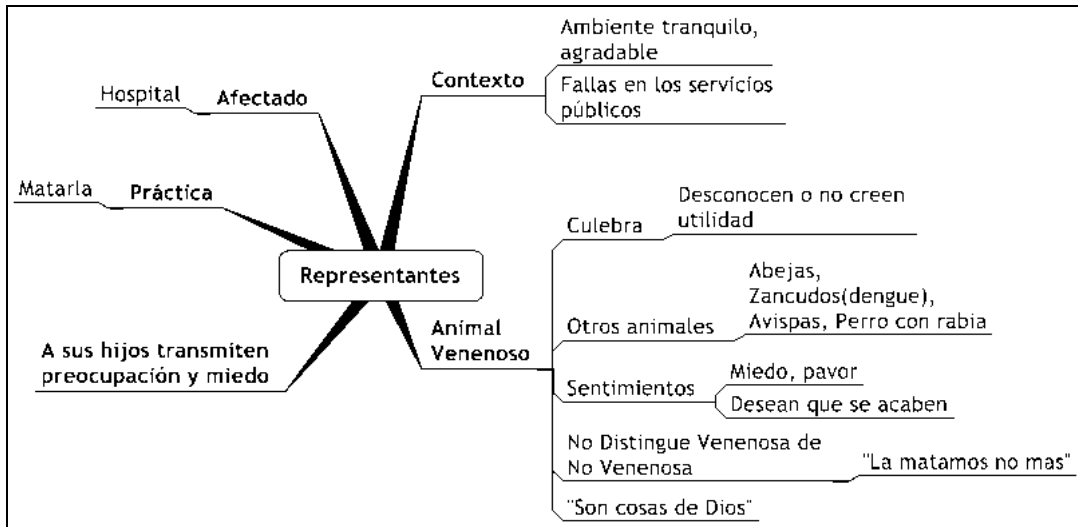 Ambiente tranquilo,
agradable
Contexto
Fallas en los servicios
públicos
Hospital
Afectado
Matarla
Práctica
Representantes
A sus hijos transmiten
preocupación y miedo
Animal
Venenoso
Culebra
Desconocen o no creen
utilidad
Otros animales
Abejas,
Zancudos(dengue),
Avispas, Perro con rabia
Sentimientos
Miedo, pavor
Desean que se acaben
No Distingue Venenosa de
No Venenosa
"La matamos no mas"
"Son cosas de Dios"